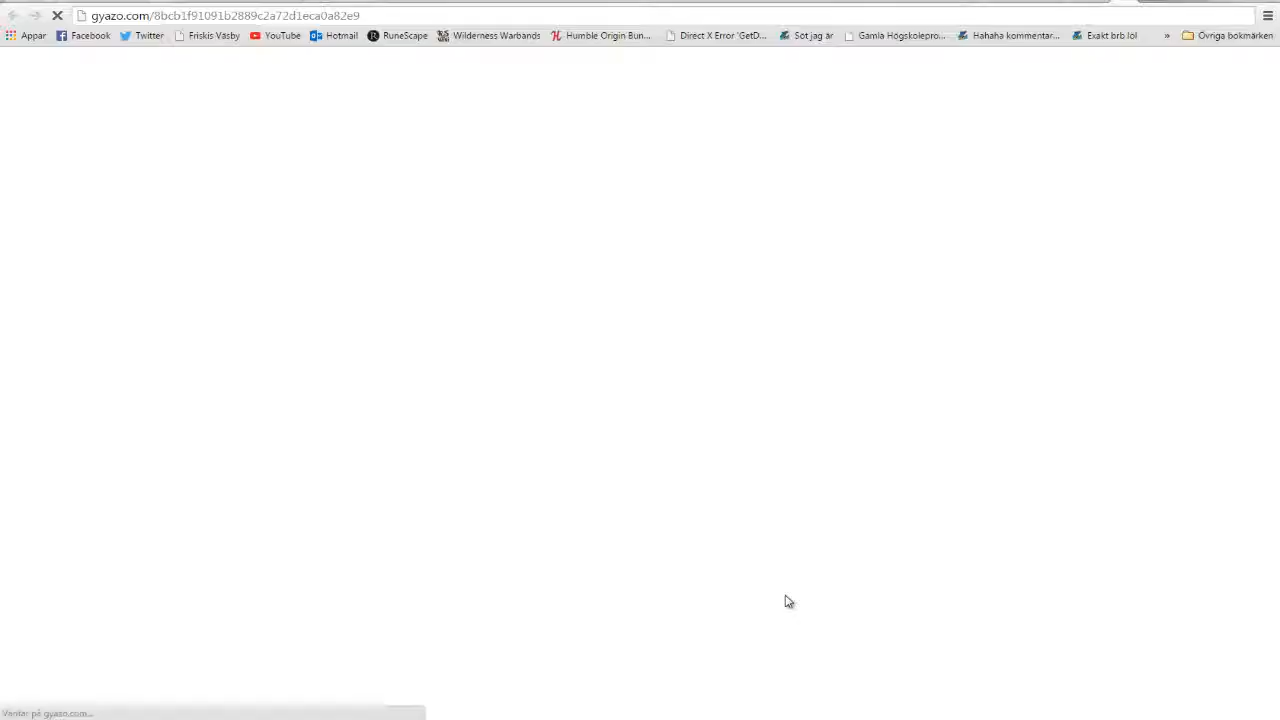 gyazo.com/8bcb1f91091b2889c2a72d1eca0a82e9
Appar Facebook Twitter Friskis Väsby YouTube Hotmail RuneScape Wilderness Warbands Humble Origin Bun... Direct X Error 'GetD... Söt jag är Gamla Högskolepro... Hahaha kommentar... Exakt brb lol » Övriga bokmärken
Väntar på gyazo.com...